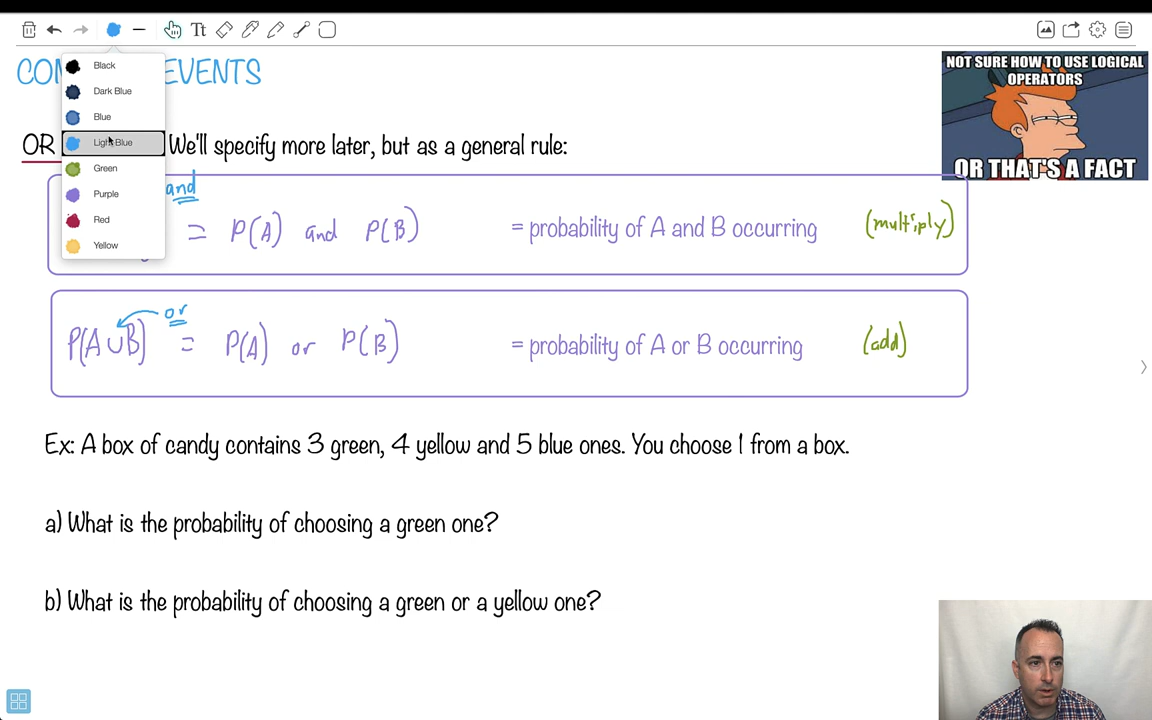 Tt
Black
Dark Blue
Blue
Light Blue
Green
Purple
Red
Yellow
EVENTS
NOT SURE HOW TO USE LOGICAL
OPERATORS
OR THAT'S A FACT
OR We'll specify more later, but as a general rule:
and
= P(A) and P(B) = probability of A and B occurring (multiply)
or
P(A∪B) = P(A) or P(B) = probability of A or B occurring (add)
Ex: A box of candy contains 3 green, 4 yellow and 5 blue ones. You choose 1 from a box.
a) What is the probability of choosing a green one?
b) What is the probability of choosing a green or a yellow one?